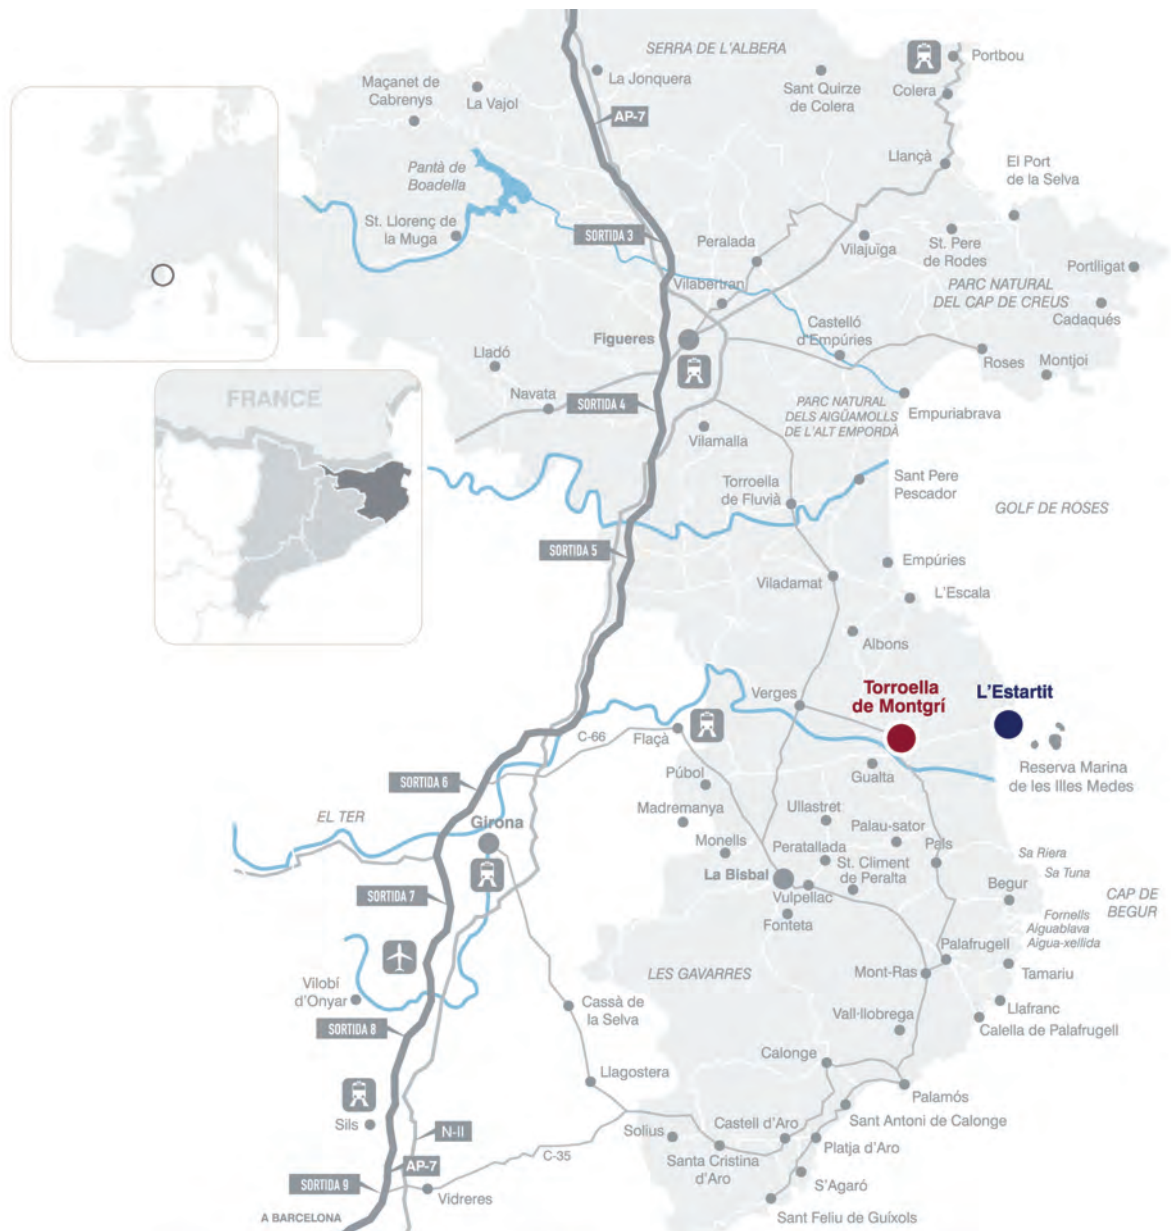 SERRA DE L'ALBERA
Portbou
Maçanet de
Cabrenys
La Vajol
La Jonquera
Sant Quirze
de Colera
Colera
AP-7
Llançà
El Port
de la Selva
Pantà de
Boadella
St. Llorenç de
la Muga
SORTIDA 3
Peralada
Vilajuïga
St. Pere
de Rodes
Portlligat
PARC NATURAL
DEL CAP DE CREUS
Vilabertran
Cadaqués
Castelló
d'Empúries
Figueres
Lladó
Roses
Montjoi
FRANCE
Navata
SORTIDA 4
PARC NATURAL
DELS AIGÜAMOLLS
DE L'ALT EMPORDÀ
Empuriabrava
Vilamalla
Torroella
de Fluvià
Sant Pere
Pescador
GOLF DE ROSES
SORTIDA 5
Empúries
Viladamat
L'Escala
Albons
Verges
Torroella
de Montgrí
L'Estartit
C-66
Flaçà
Gualta
Reserva Marina
de les Illes Medes
SORTIDA 6
Púbol
Madremanya
Ullastret
EL TER
Girona
Palau-sator
Monells
Peratallada
Pals
Sa Riera
St. Climent
de Peralta
Sa Tuna
La Bisbal
Begur
CAP DE
BEGUR
SORTIDA 7
Vulpellac
Fonteta
Fornells
Aiguablava
Aigua-xellida
Palafrugell
LES GAVARRES
Mont-Ras
Tamariu
Vilobí
d'Onyar
Cassà de
la Selva
Llafranc
SORTIDA 8
Vall·llobrega
Calella de Palafrugell
Calonge
Llagostera
Palamós
Sils
Sant Antoni de Calonge
N-II
Solius
Castell d'Aro
Platja d'Aro
C-35
Santa Cristina
d'Aro
AP-7
SORTIDA 9
S'Agaró
Vidreres
A BARCELONA
Sant Feliu de Guíxols